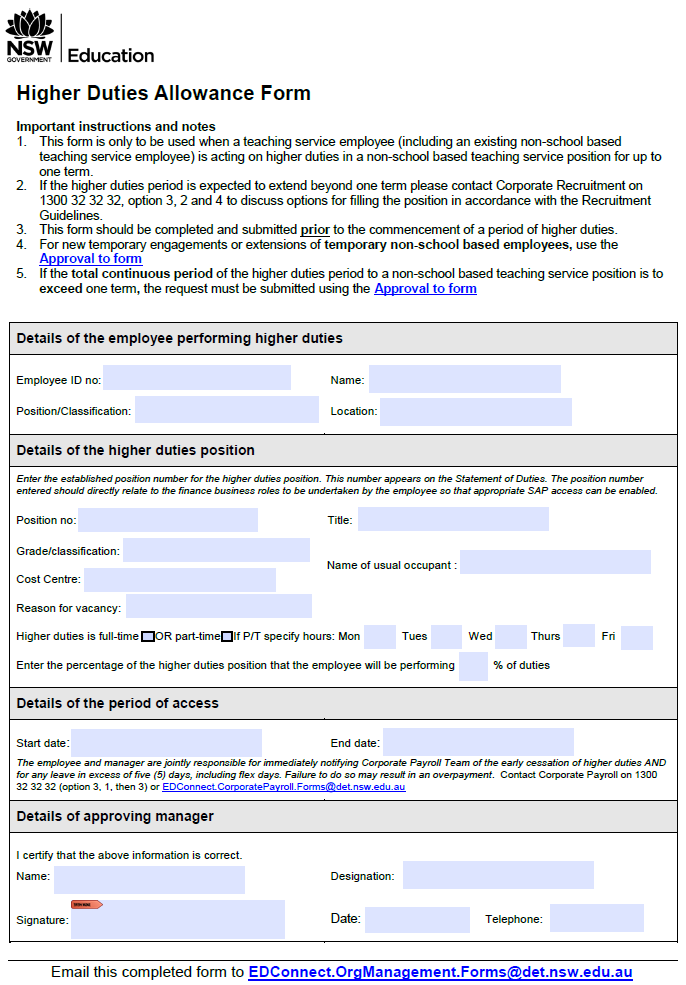 NSW
GOVERNMENT
Education
Higher Duties Allowance Form
Important instructions and notes
1. This form is only to be used when a teaching service employee (including an existing non-school based
teaching service employee) is acting on higher duties in a non-school based teaching service position for up to
one term.
2. If the higher duties period is expected to extend beyond one term please contact Corporate Recruitment on
1300 32 32 32, option 3, 2 and 4 to discuss options for filling the position in accordance with the Recruitment
Guidelines.
3. This form should be completed and submitted prior to the commencement of a period of higher duties.
4. For new temporary engagements or extensions of temporary non-school based employees, use the
Approval to form
5. If the total continuous period of the higher duties period to a non-school based teaching service position is to
exceed one term, the request must be submitted using the Approval to form
Details of the employee performing higher duties
Employee ID no: Name:
Position/Classification: Location:
Details of the higher duties position
Enter the established position number for the higher duties position. This number appears on the Statement of Duties. The position number
entered should directly relate to the finance business roles to be undertaken by the employee so that appropriate SAP access can be enabled.
Position no: Title:
Grade/classification:
Name of usual occupant :
Cost Centre:
Reason for vacancy:
Higher duties is full-time OR part-time If P/T specify hours: Mon Tues Wed Thurs Fri
Enter the percentage of the higher duties position that the employee will be performing % of duties
Details of the period of access
Start date: End date:
The employee and manager are jointly responsible for immediately notifying Corporate Payroll Team of the early cessation of higher duties AND
for any leave in excess of five (5) days, including flex days. Failure to do so may result in an overpayment. Contact Corporate Payroll on 1300
32 32 32 (option 3, 1, then 3) or EDConnect.CorporatePayroll.Forms@det.nsw.edu.au
Details of approving manager
I certify that the above information is correct.
Name: Designation:
Signature: Date: Telephone:
Email this completed form to EDConnect.OrgManagement.Forms@det.nsw.edu.au